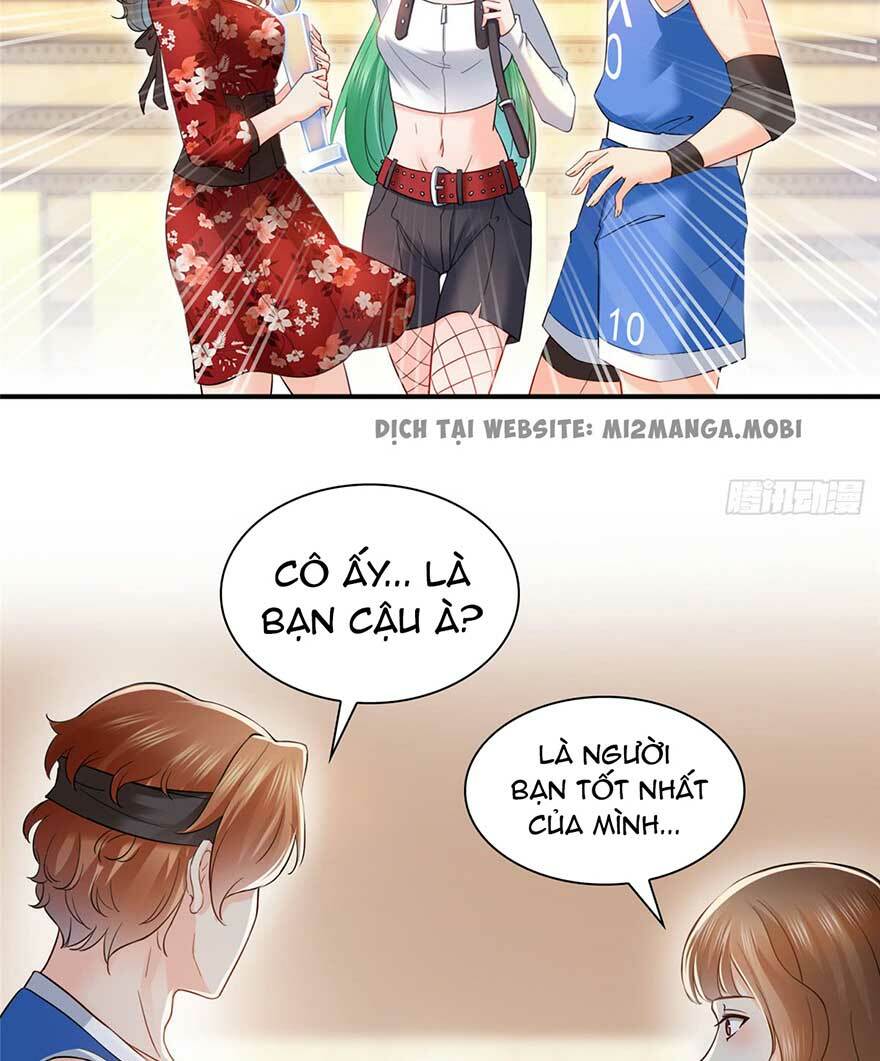 10
DỊCH TẠI WEBSITE: MI2MANGA.MOBI
腾讯动漫
CÔ ẤY... LÀ
BẠN CẬU À?
LÀ NGƯỜI
BẠN TỐT NHẤT
CỦA MÌNH...